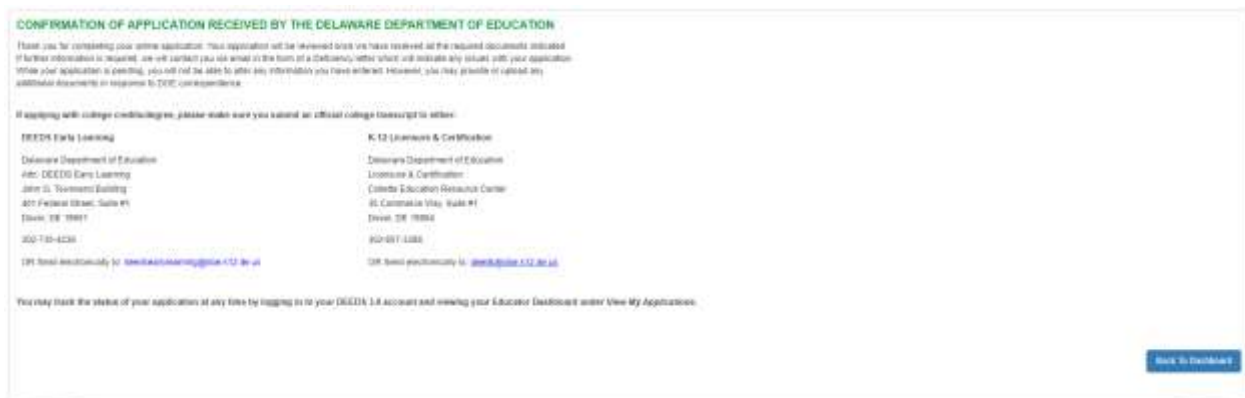 CONFIRMATION OF APPLICATION RECEIVED BY THE DELAWARE DEPARTMENT OF EDUCATION
Thank you for completing your online application. Your application will be reviewed once we have received all the required documents indicated.
If further information is required, we will contact you via email in the form of a Deficiency letter which will indicate any issues with your application.
While your application is pending, you will not be able to alter any information you have entered. However, you may provide or upload any
additional documents in response to DOE correspondence.
If applying with college credits/degree, please make sure you submit an official college transcript to either:
DEEDS Early Learning
Delaware Department of Education
Attn: DEEDS Early Learning
John G. Townsend Building
401 Federal Street, Suite #1
Dover, DE 19901
OR Send electronically to:
K-12 Licensure & Certification
Delaware Department of Education
Licensure & Certification
Collette Education Resource Center
35 Commerce Way, Suite #1
Dover, DE 19904
OR Send electronically to: deeds@doe.k12.de.us
You may track the status of your application at any time by logging in to your DEEDS account and viewing your Educator Dashboard under View My Applications.
Back To Dashboard